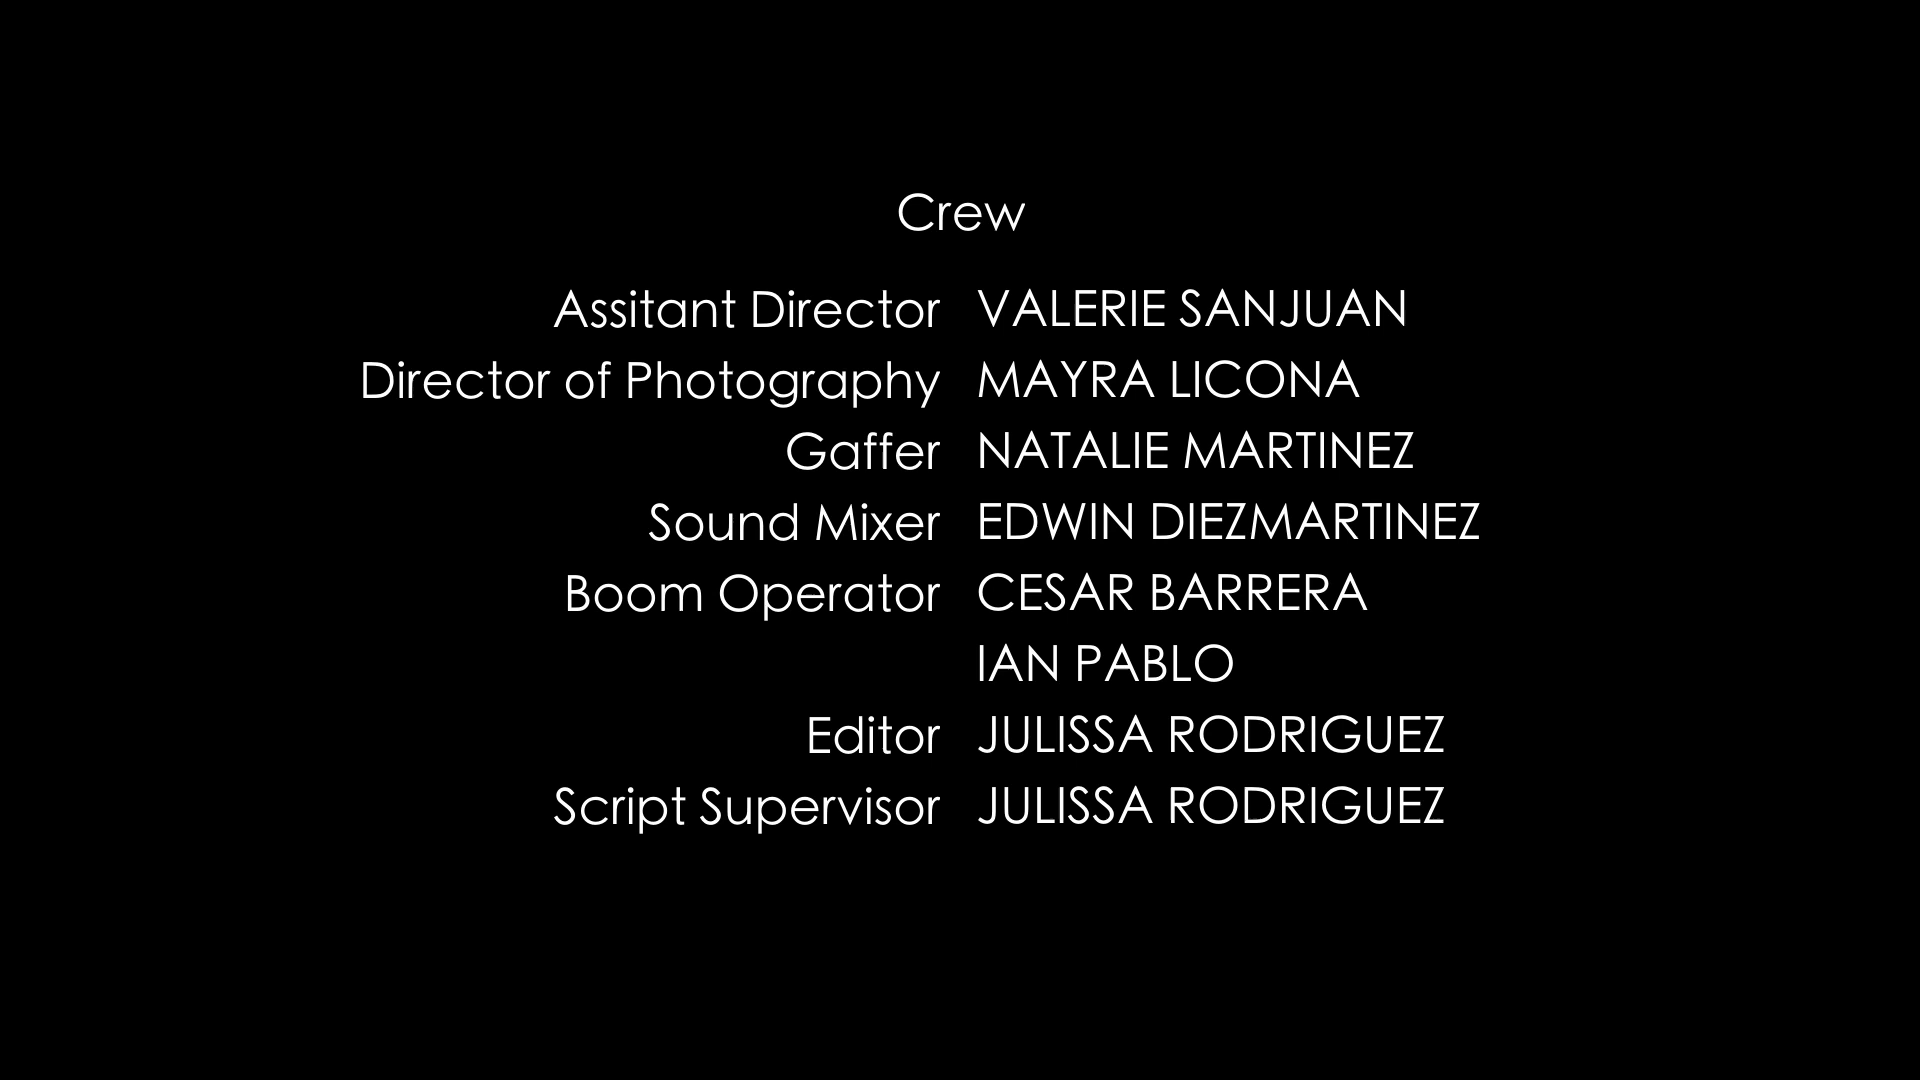 Crew
Assitant Director VALERIE SANJUAN
Director of Photography MAYRA LICONA
Gaffer NATALIE MARTINEZ
Sound Mixer EDWIN DIEZMARTINEZ
Boom Operator CESAR BARRERA
IAN PABLO
Editor JULISSA RODRIGUEZ
Script Supervisor JULISSA RODRIGUEZ